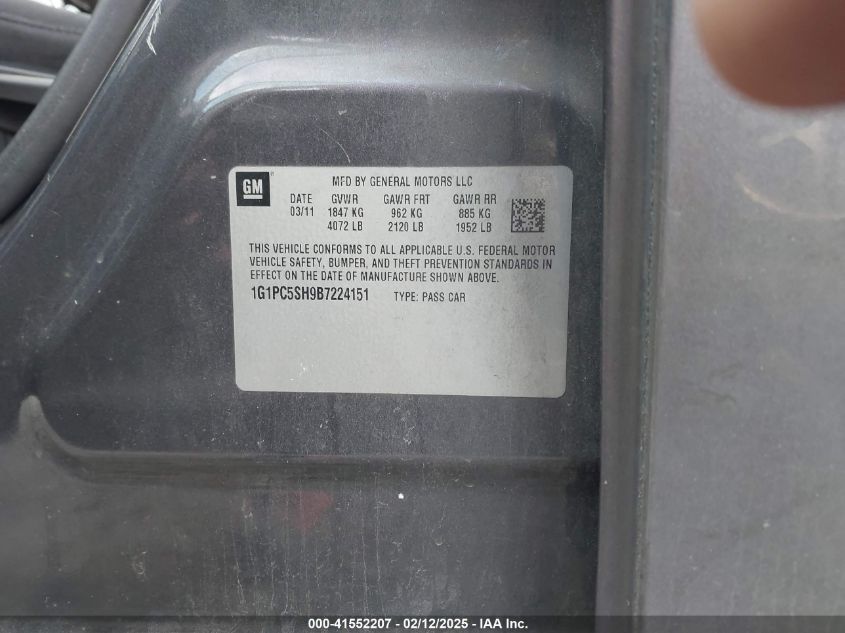 GM
MFD BY GENERAL MOTORS LLC
DATE GVWR GAWR FRT GAWR RR
03/11 1847 KG 962 KG 885 KG
4072 LB 2120 LB 1952 LB
THIS VEHICLE CONFORMS TO ALL APPLICABLE U.S. FEDERAL MOTOR
VEHICLE SAFETY, BUMPER, AND THEFT PREVENTION STANDARDS IN
EFFECT ON THE DATE OF MANUFACTURE SHOWN ABOVE.
1G1PC5SH9B7224151 TYPE: PASS CAR
000-41552207 - 02/12/2025 - IAA Inc.